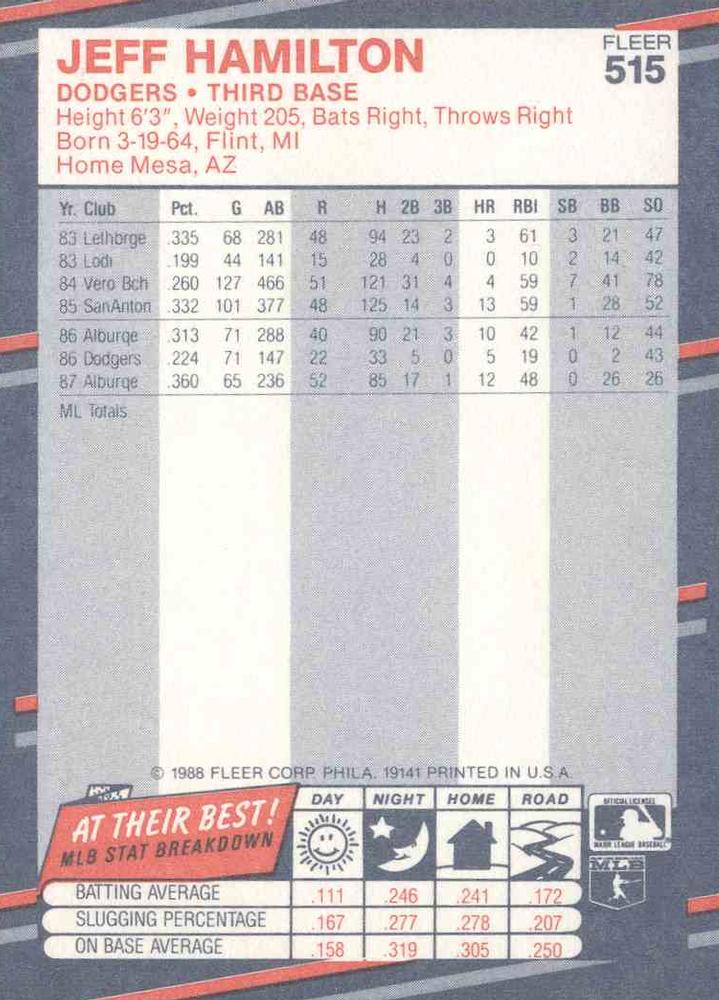 JEFF HAMILTON
FLEER
515
DODGERS • THIRD BASE
Height 6'3", Weight 205, Bats Right, Throws Right
Born 3-19-64, Flint, MI
Home Mesa, AZ
Yr. Club Pct. G AB R H 2B 3B HR RBI SB BB SO
83 Lethbrge .335 68 281 48 94 23 2 3 61 3 21 47
83 Lodi .199 44 141 15 28 4 0 0 10 2 14 42
84 Vero Bch .260 127 466 51 121 31 4 4 59 7 41 78
85 SanAnton .332 101 377 48 125 14 3 13 59 1 28 52
86 Alburqe .313 71 288 40 90 21 3 10 42 1 12 44
86 Dodgers .224 71 147 22 33 5 0 5 19 0 2 43
87 Alburqe .360 65 236 52 85 17 1 12 48 0 26 26
ML Totals
© 1988 FLEER CORP. PHILA. 19141 PRINTED IN U.S.A.
AT THEIR BEST!
MLB STAT BREAKDOWN
DAY NIGHT HOME ROAD
BATTING AVERAGE .111 .246 .241 .172
SLUGGING PERCENTAGE .167 .277 .278 .207
ON BASE AVERAGE .158 .319 .305 .250
OFFICIAL LICENSEE
MAJOR LEAGUE BASEBALL
MLB